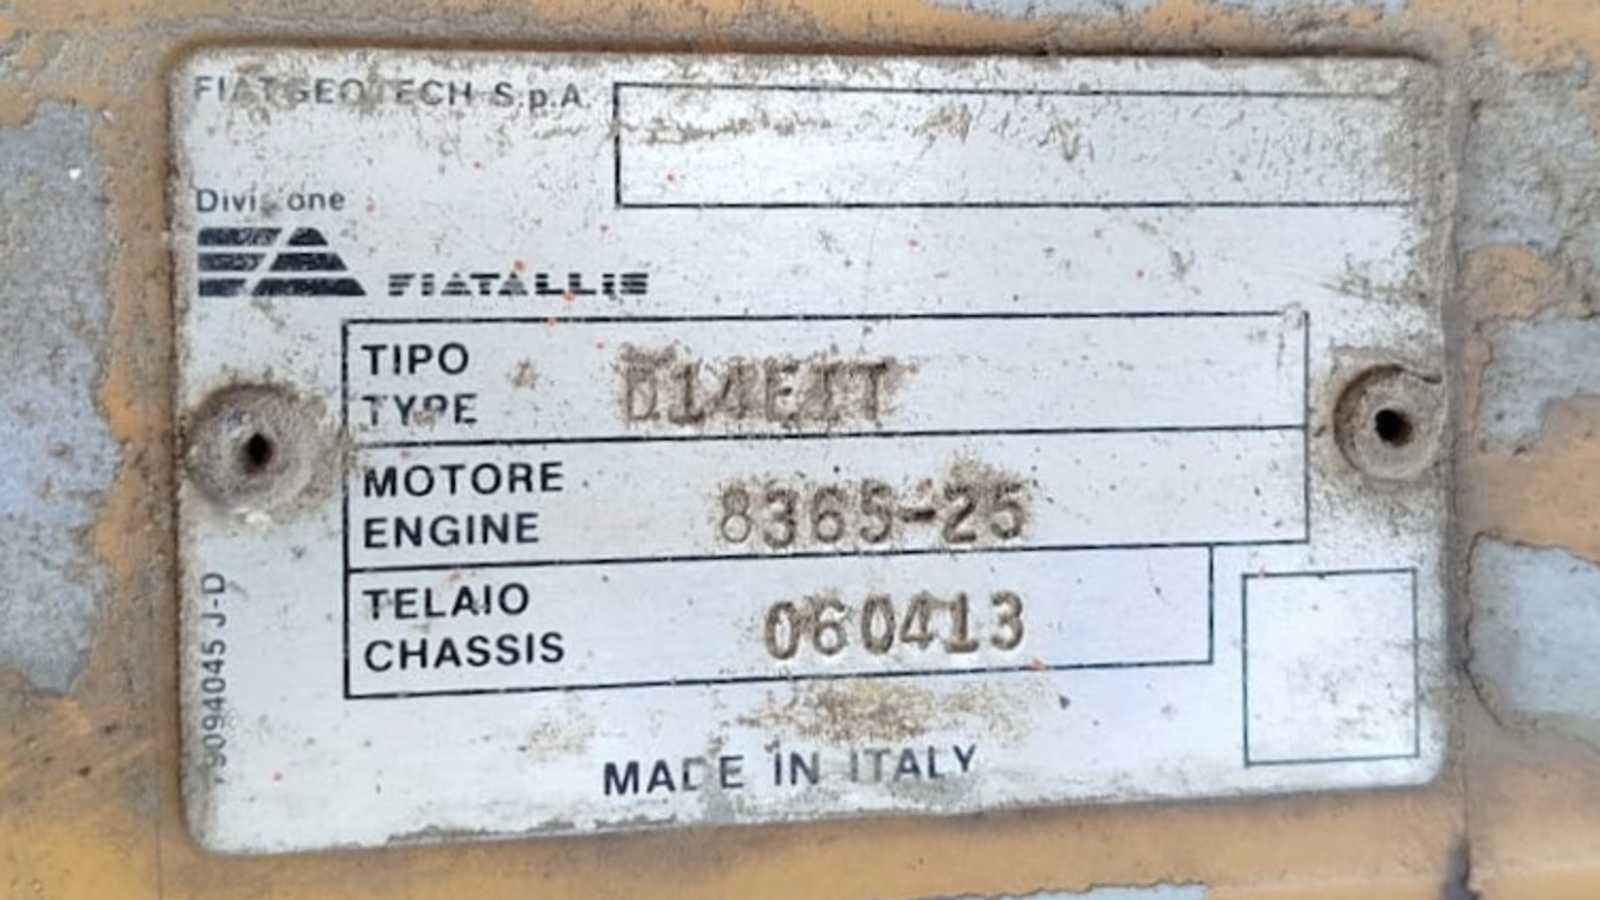 FIATGEOTECH S.p.A.
Divisione
FIATALLIS
TIPO
TYPE
D14EIT
MOTORE
ENGINE
8365-25
TELAIO
CHASSIS
060413
MADE IN ITALY
79094045 J-D